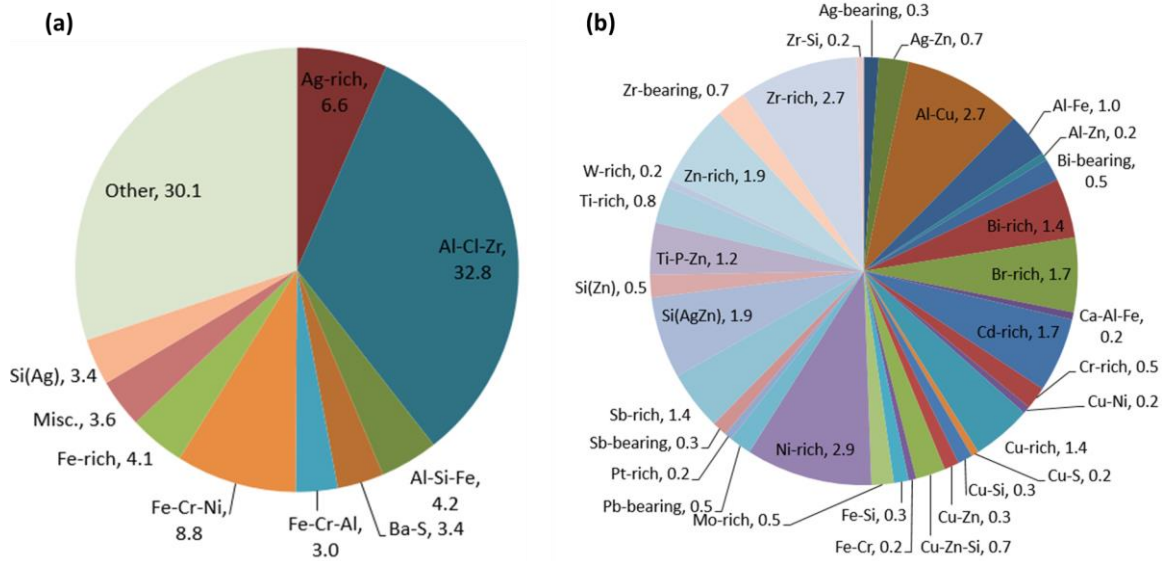 (a)
Ag-rich,
6.6
Al-Cl-Zr,
32.8
Al-Si-Fe,
4.2
Ba-S, 3.4
Fe-Cr-Al,
3.0
Fe-Cr-Ni,
8.8
Fe-rich, 4.1
Misc., 3.6
Si(Ag), 3.4
Other, 30.1
(b)
Ag-bearing, 0.3
Ag-Zn, 0.7
Al-Cu, 2.7
Al-Fe, 1.0
Al-Zn, 0.2
Bi-bearing,
0.5
Bi-rich, 1.4
Br-rich, 1.7
Ca-Al-Fe,
0.2
Cd-rich, 1.7
Cr-rich, 0.5
Cu-Ni, 0.2
Cu-rich, 1.4
Cu-S, 0.2
Cu-Si, 0.3
Cu-Zn, 0.3
Cu-Zn-Si, 0.7
Fe-Cr, 0.2
Fe-Si, 0.3
Mo-rich, 0.5
Ni-rich, 2.9
Pb-bearing, 0.5
Pt-rich, 0.2
Sb-bearing, 0.3
Sb-rich, 1.4
Si(AgZn), 1.9
Si(Zn), 0.5
Ti-P-Zn, 1.2
Ti-rich, 0.8
W-rich, 0.2
Zn-rich, 1.9
Zr-bearing, 0.7
Zr-rich, 2.7
Zr-Si, 0.2